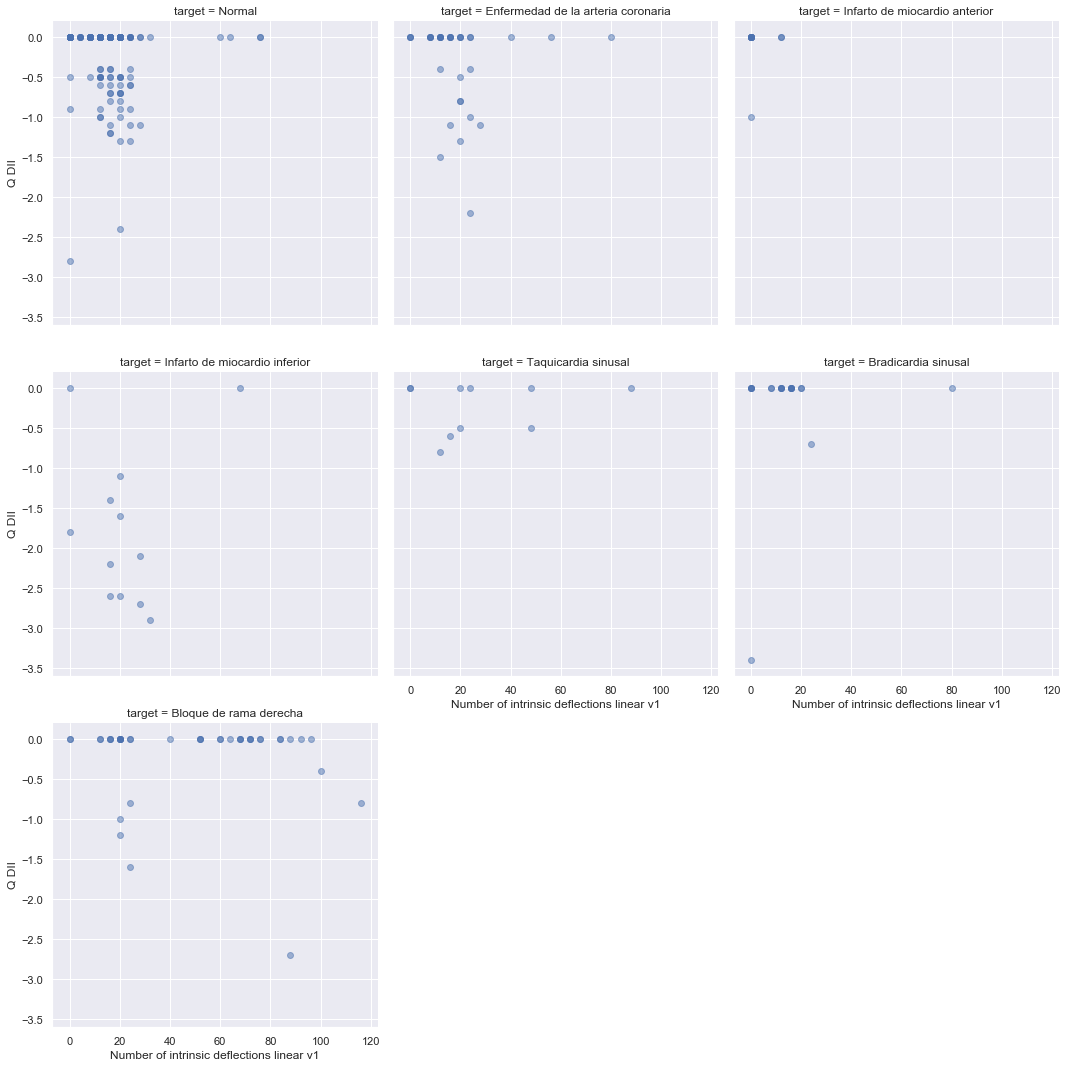 target = Normal
target = Enfermedad de la arteria coronaria
target = Infarto de miocardio anterior
0.0
−0.5
−1.0
−1.5
−2.0
−2.5
−3.0
−3.5
Q DII
target = Infarto de miocardio inferior
target = Taquicardia sinusal
target = Bradicardia sinusal
0.0
−0.5
−1.0
−1.5
−2.0
−2.5
−3.0
−3.5
Q DII
0 20 40 60 80 100 120
0 20 40 60 80 100 120
Number of intrinsic deflections linear v1
Number of intrinsic deflections linear v1
target = Bloque de rama derecha
0.0
−0.5
−1.0
−1.5
−2.0
−2.5
−3.0
−3.5
Q DII
0 20 40 60 80 100 120
Number of intrinsic deflections linear v1